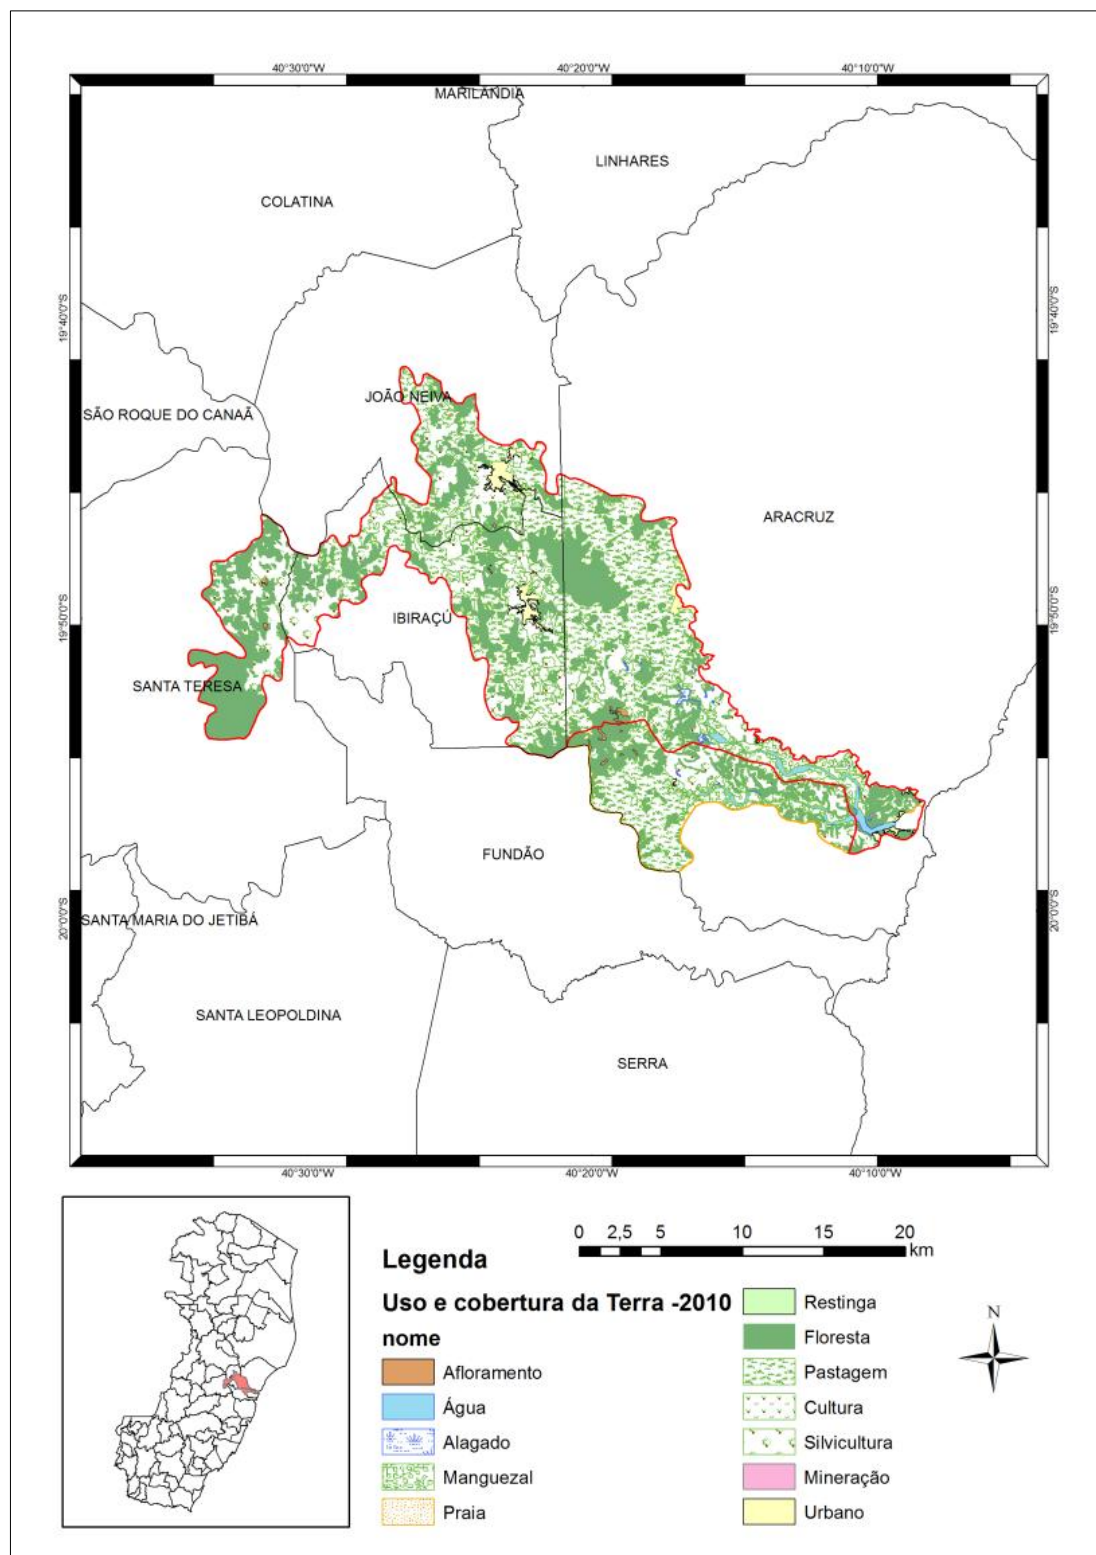 40°30'0"W 40°20'0"W 40°10'0"W
MARILÂNDIA
LINHARES
COLATINA
19°40'0"S 19°40'0"S
JOÃO NEIVA
SÃO ROQUE DO CANAÃ
ARACRUZ
19°50'0"S 19°50'0"S
IBIRAÇÚ
SANTA TERESA
FUNDÃO
20°0'0"S 20°0'0"S
SANTA MARIA DO JETIBÁ
SANTA LEOPOLDINA
SERRA
40°30'0"W 40°20'0"W 40°10'0"W
0 2,5 5 10 15 20
km
Legenda
Uso e cobertura da Terra -2010
nome
Afloramento
Água
Alagado
Manguezal
Praia
Restinga
Floresta
Pastagem
Cultura
Silvicultura
Mineração
Urbano
N